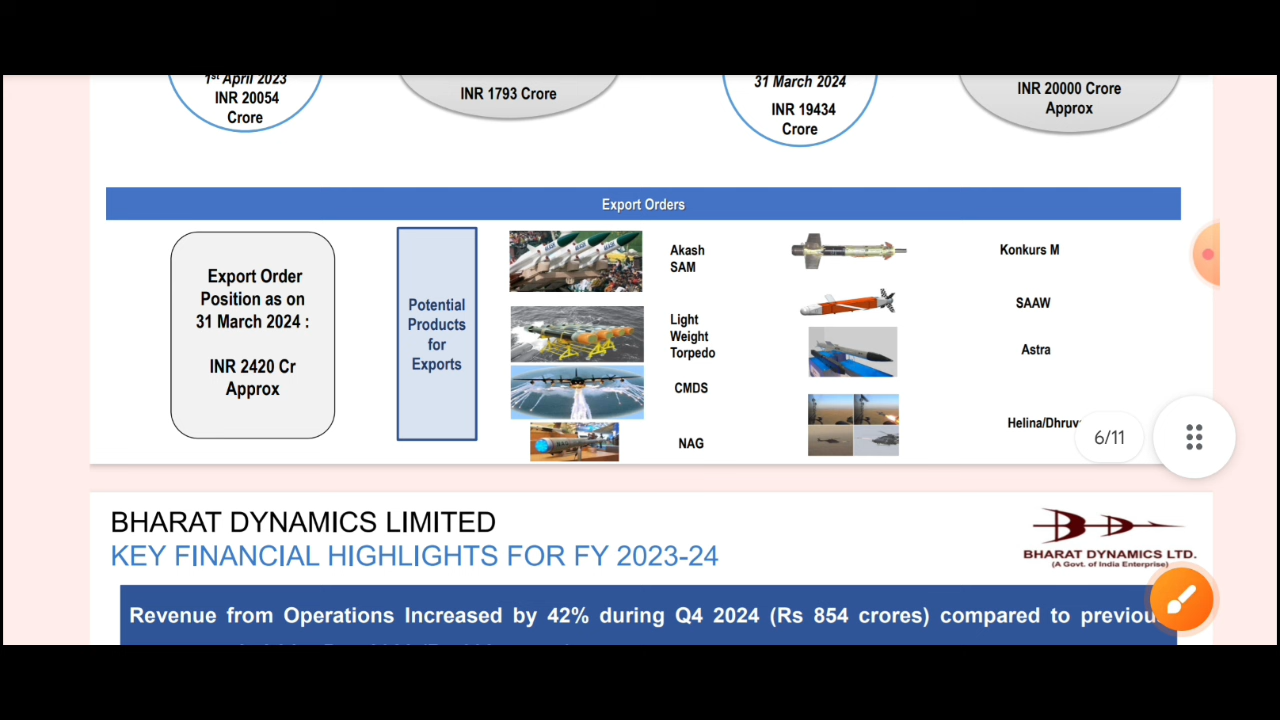 1st April 2023
INR 20054
Crore
INR 1793 Crore
31 March 2024
INR 19434
Crore
INR 20000 Crore
Approx
Export Orders
Export Order
Position as on
31 March 2024 :
INR 2420 Cr
Approx
Potential
Products
for
Exports
Akash
SAM
Light
Weight
Torpedo
CMDS
NAG
Konkurs M
SAAW
Astra
Helina/Dhruv
6/11
BHARAT DYNAMICS LIMITED
KEY FINANCIAL HIGHLIGHTS FOR FY 2023-24
BHARAT DYNAMICS LTD.
(A Govt. of India Enterprise)
Revenue from Operations Increased by 42% during Q4 2024 (Rs 854 crores) compared to previou